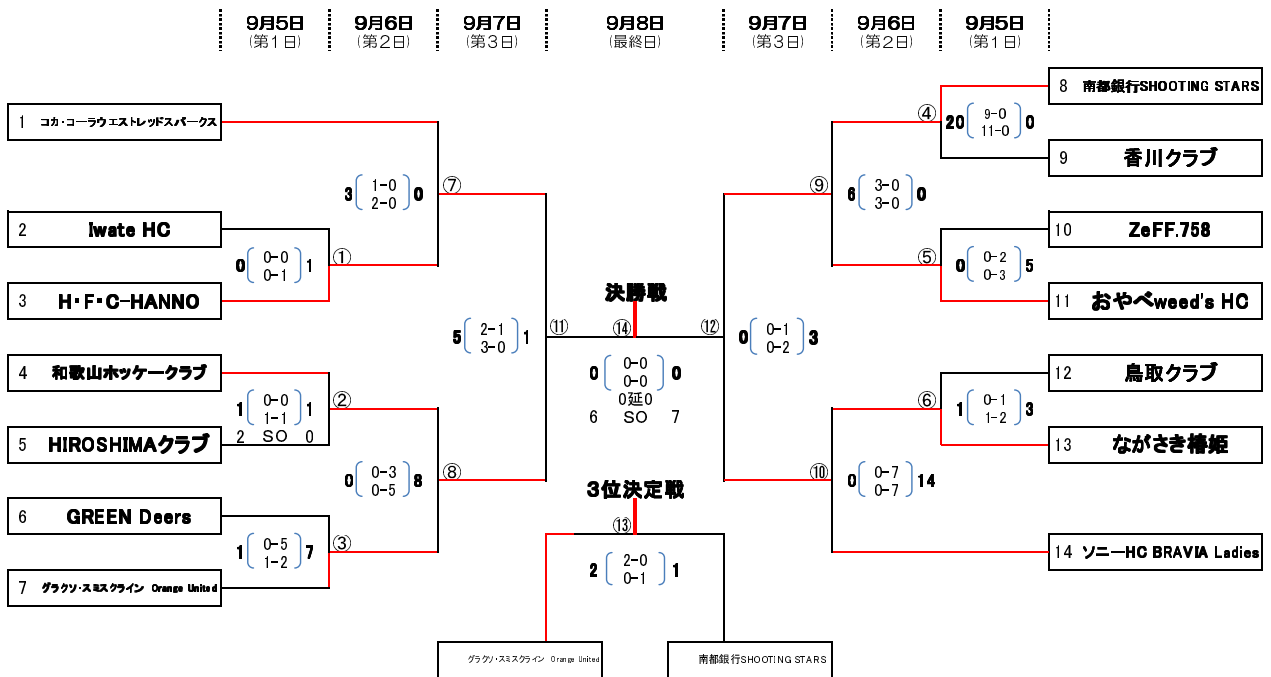 9月5日 9月6日 9月7日 9月8日 9月7日 9月6日 9月5日
(第1日) (第2日) (第3日) (最終日) (第3日) (第2日) (第1日)
1 コカ・コーラウエストレッドスパークス
2 Iwate HC
3 H・F・C-HANNO
4 和歌山ホッケークラブ
5 HIROSHIMAクラブ
6 GREEN Deers
7 グラクソ・スミスクライン Orange United
0 0-0 1 ①
0-1
1 0-0 1 ②
1-1
2 SO 0
1 0-5 7 ③
1-2
3 1-0 0 ⑦
2-0
0 0-3 8 ⑧
0-5
5 2-1 1 ⑪
3-0
決勝戦
⑭
0 0-0 0
0-0
0延0
6 SO 7
3位決定戦
⑬
2 2-0 1
0-1
グラクソ・スミスクライン Orange United
南都銀行SHOOTING STARS
⑫ 0 0-1 3
0-2
⑨ 6 3-0 0
3-0
⑩ 0 0-7 14
0-7
④ 20 9-0 0
11-0
⑤ 0 0-2 5
0-3
⑥ 1 0-1 3
1-2
8 南都銀行SHOOTING STARS
9 香川クラブ
10 ZeFF.758
11 おやべweed's HC
12 鳥取クラブ
13 ながさき椿姫
14 ソニーHC BRAVIA Ladies